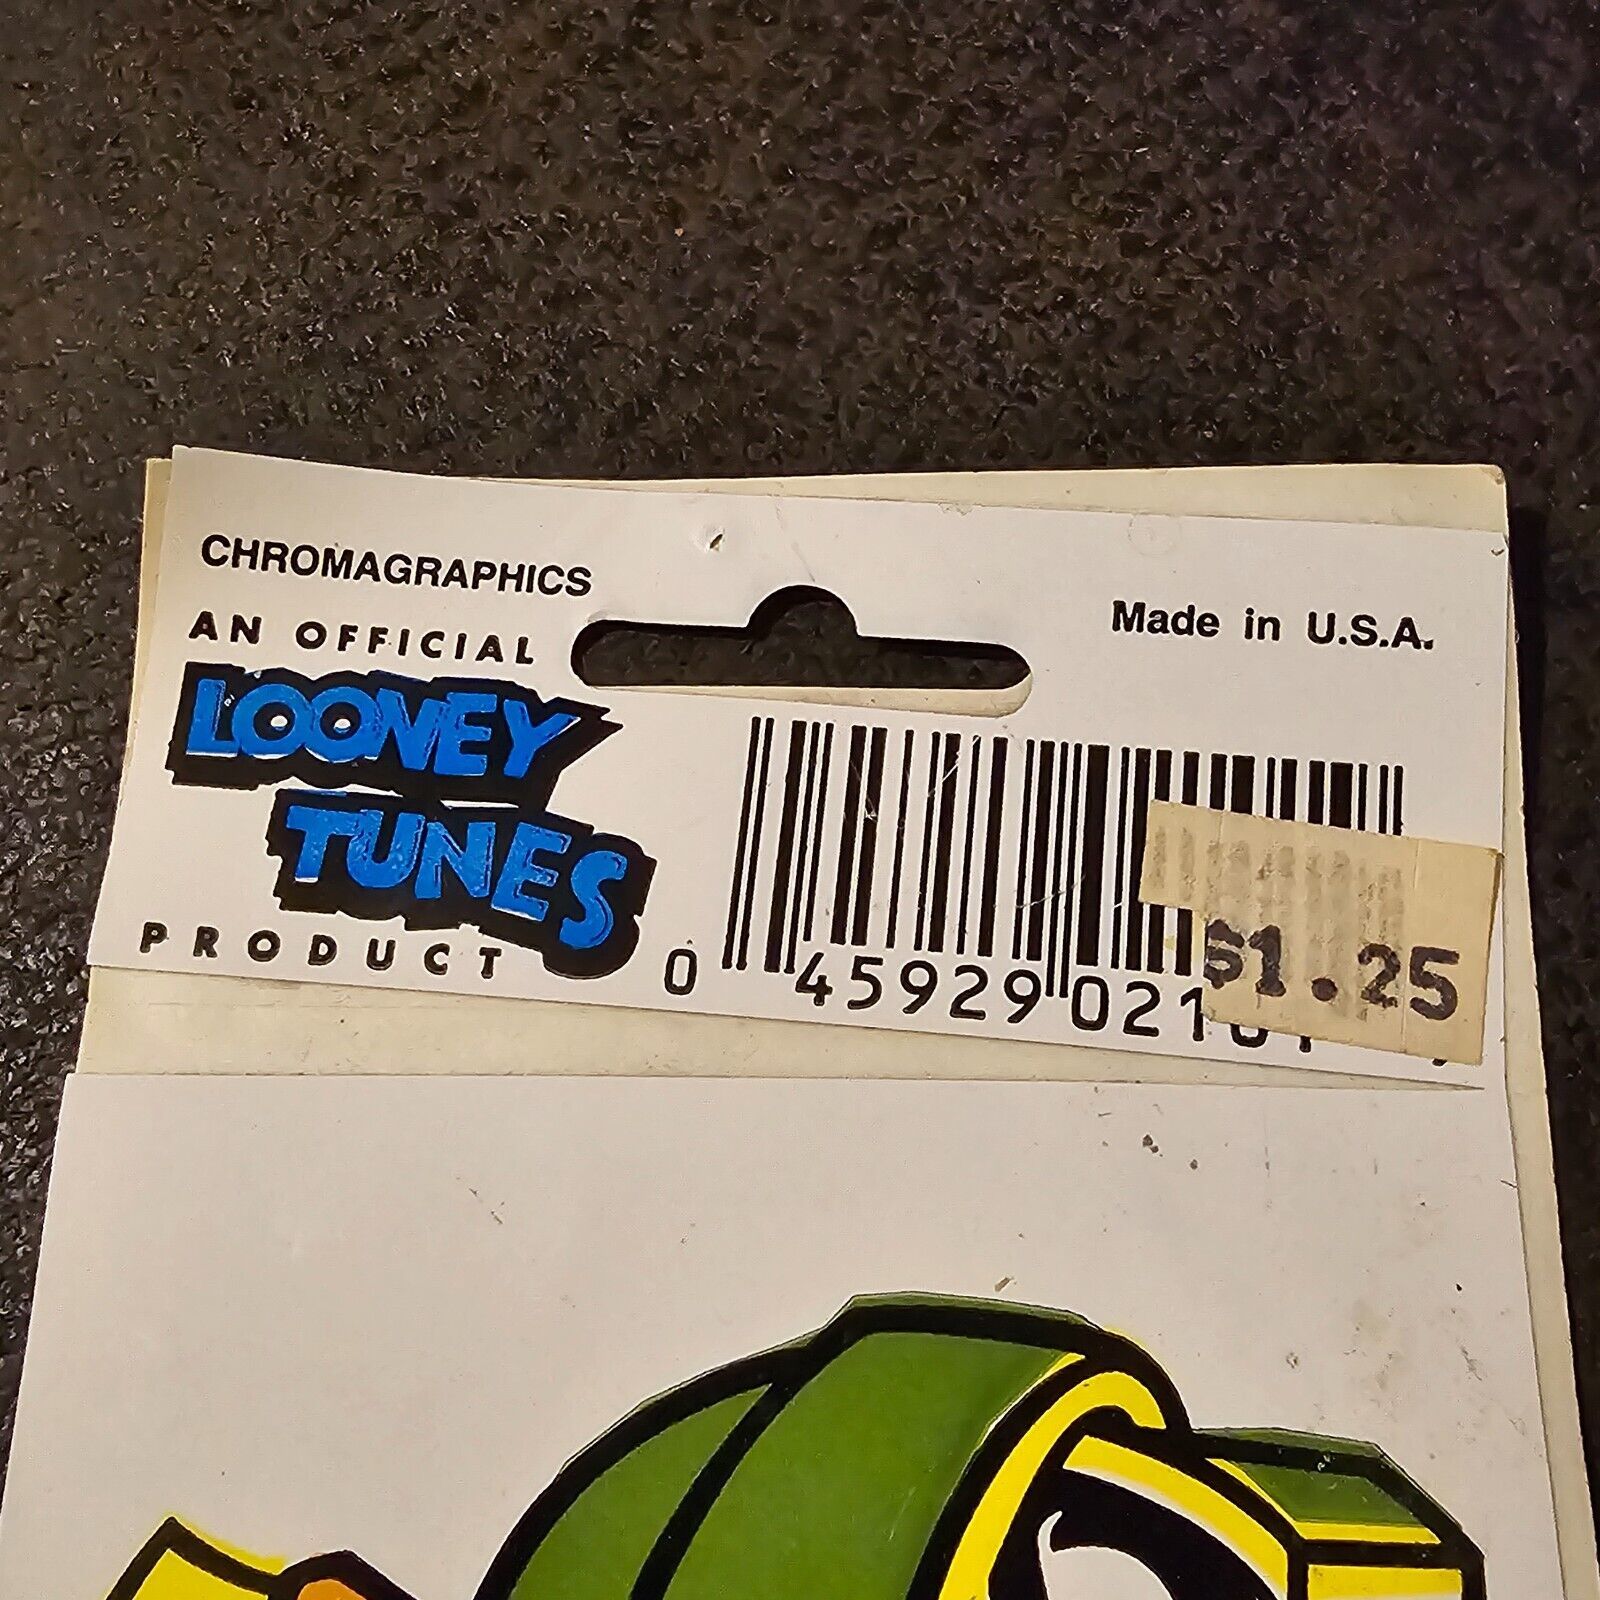 CHROMAGRAPHICS
AN OFFICIAL
LOONEY
TUNES
PRODUCT
Made in U.S.A.
0 45929 021
$1.25